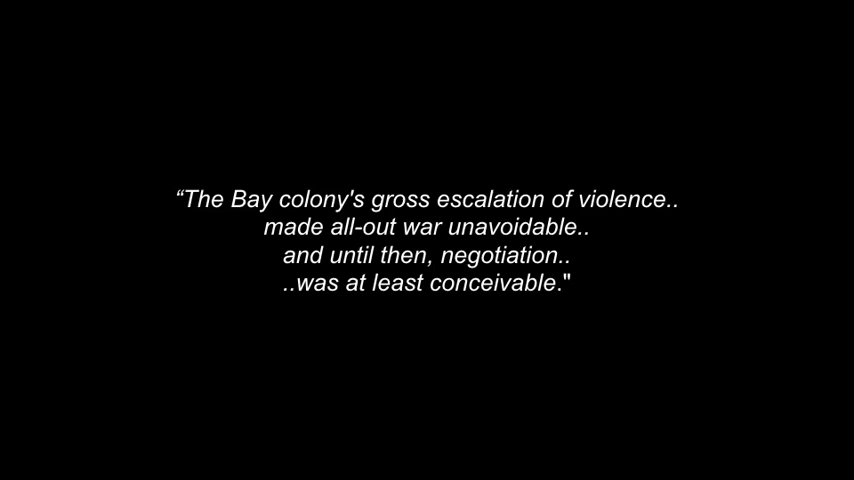 “The Bay colony's gross escalation of violence..
made all-out war unavoidable..
and until then, negotiation..
..was at least conceivable."